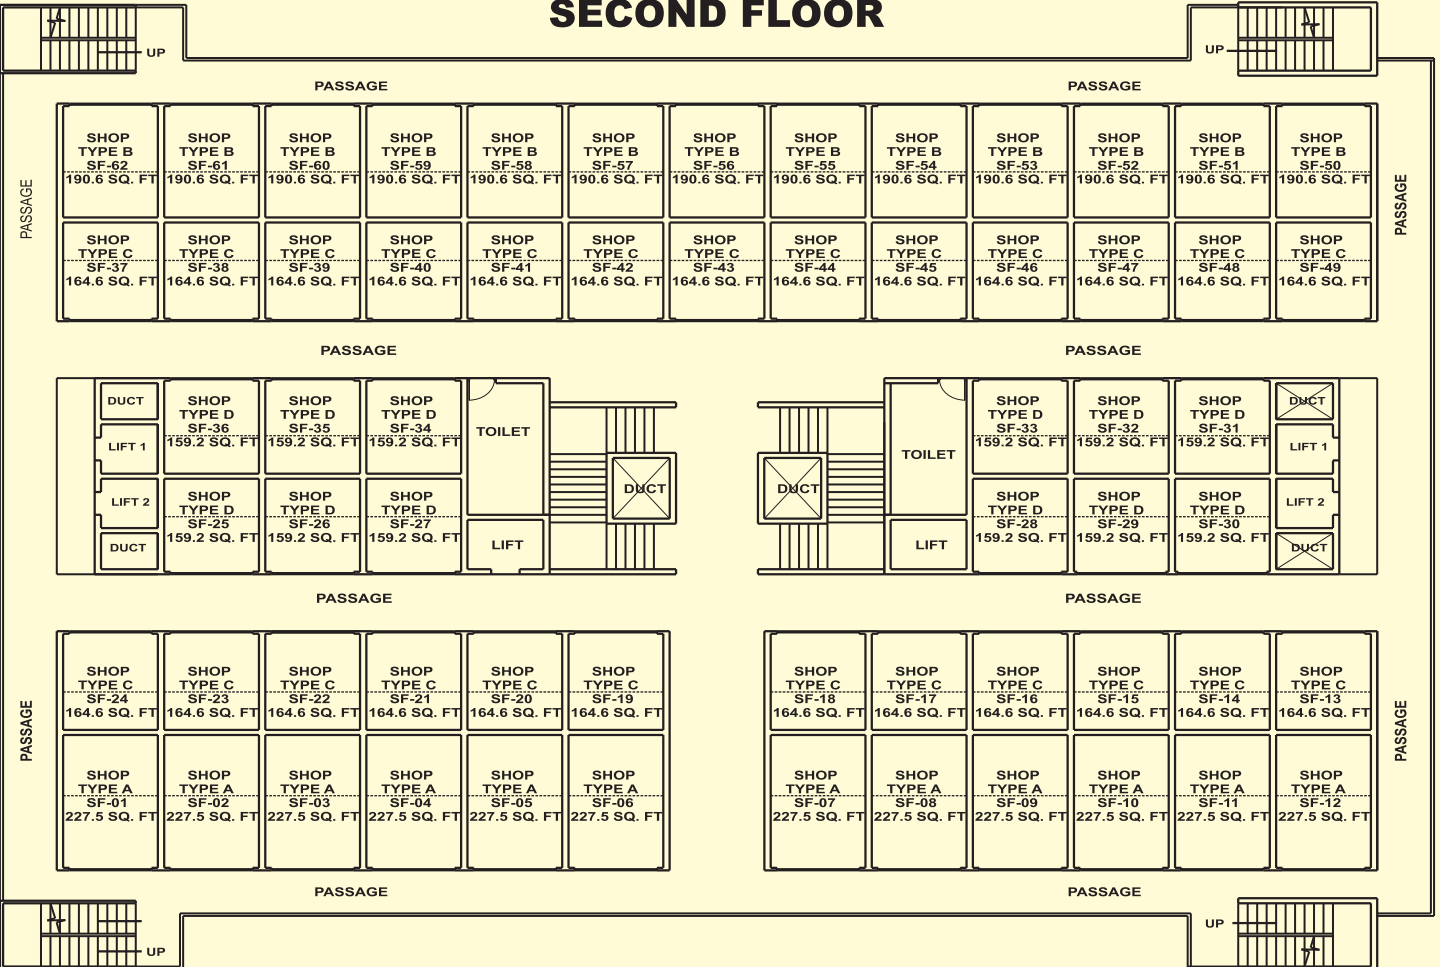 SECOND FLOOR
UP
UP
PASSAGE PASSAGE
PASSAGE
PASSAGE
SHOP SHOP SHOP SHOP SHOP SHOP SHOP SHOP SHOP SHOP SHOP SHOP SHOP
TYPE B TYPE B TYPE B TYPE B TYPE B TYPE B TYPE B TYPE B TYPE B TYPE B TYPE B TYPE B TYPE B
SF-62 SF-61 SF-60 SF-59 SF-58 SF-57 SF-56 SF-55 SF-54 SF-53 SF-52 SF-51 SF-50
190.6 SQ. FT 190.6 SQ. FT 190.6 SQ. FT 190.6 SQ. FT 190.6 SQ. FT 190.6 SQ. FT 190.6 SQ. FT 190.6 SQ. FT 190.6 SQ. FT 190.6 SQ. FT 190.6 SQ. FT 190.6 SQ. FT 190.6 SQ. FT
SHOP SHOP SHOP SHOP SHOP SHOP SHOP SHOP SHOP SHOP SHOP SHOP SHOP
TYPE C TYPE C TYPE C TYPE C TYPE C TYPE C TYPE C TYPE C TYPE C TYPE C TYPE C TYPE C TYPE C
SF-37 SF-38 SF-39 SF-40 SF-41 SF-42 SF-43 SF-44 SF-45 SF-46 SF-47 SF-48 SF-49
164.6 SQ. FT 164.6 SQ. FT 164.6 SQ. FT 164.6 SQ. FT 164.6 SQ. FT 164.6 SQ. FT 164.6 SQ. FT 164.6 SQ. FT 164.6 SQ. FT 164.6 SQ. FT 164.6 SQ. FT 164.6 SQ. FT 164.6 SQ. FT
PASSAGE PASSAGE
DUCT
LIFT 1
LIFT 2
DUCT
SHOP SHOP SHOP
TYPE D TYPE D TYPE D
SF-36 SF-35 SF-34
159.2 SQ. FT 159.2 SQ. FT 159.2 SQ. FT
SHOP SHOP SHOP
TYPE D TYPE D TYPE D
SF-25 SF-26 SF-27
159.2 SQ. FT 159.2 SQ. FT 159.2 SQ. FT
TOILET
LIFT
DUCT
DUCT
TOILET
LIFT
SHOP SHOP SHOP
TYPE D TYPE D TYPE D
SF-33 SF-32 SF-31
159.2 SQ. FT 159.2 SQ. FT 159.2 SQ. FT
SHOP SHOP SHOP
TYPE D TYPE D TYPE D
SF-28 SF-29 SF-30
159.2 SQ. FT 159.2 SQ. FT 159.2 SQ. FT
DUCT
LIFT 1
LIFT 2
DUCT
PASSAGE PASSAGE
PASSAGE
PASSAGE
SHOP SHOP SHOP SHOP SHOP SHOP SHOP SHOP SHOP SHOP SHOP SHOP
TYPE C TYPE C TYPE C TYPE C TYPE C TYPE C TYPE C TYPE C TYPE C TYPE C TYPE C TYPE C
SF-24 SF-23 SF-22 SF-21 SF-20 SF-19 SF-18 SF-17 SF-16 SF-15 SF-14 SF-13
164.6 SQ. FT 164.6 SQ. FT 164.6 SQ. FT 164.6 SQ. FT 164.6 SQ. FT 164.6 SQ. FT 164.6 SQ. FT 164.6 SQ. FT 164.6 SQ. FT 164.6 SQ. FT 164.6 SQ. FT 164.6 SQ. FT
SHOP SHOP SHOP SHOP SHOP SHOP SHOP SHOP SHOP SHOP SHOP SHOP
TYPE A TYPE A TYPE A TYPE A TYPE A TYPE A TYPE A TYPE A TYPE A TYPE A TYPE A TYPE A
SF-01 SF-02 SF-03 SF-04 SF-05 SF-06 SF-07 SF-08 SF-09 SF-10 SF-11 SF-12
227.5 SQ. FT 227.5 SQ. FT 227.5 SQ. FT 227.5 SQ. FT 227.5 SQ. FT 227.5 SQ. FT 227.5 SQ. FT 227.5 SQ. FT 227.5 SQ. FT 227.5 SQ. FT 227.5 SQ. FT 227.5 SQ. FT
PASSAGE PASSAGE
UP
UP